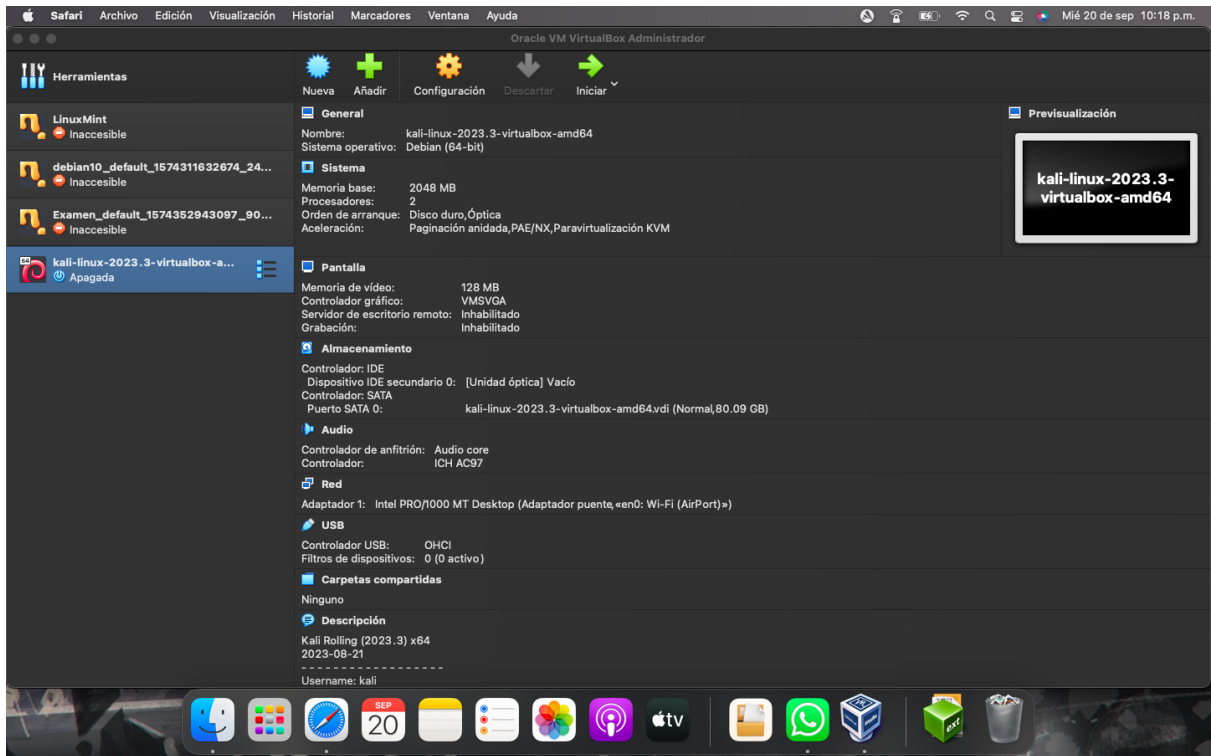 Safari Archivo Edición Visualización Historial Marcadores Ventana Ayuda Mié 20 de sep 10:18 p.m.
Oracle VM VirtualBox Administrador
Herramientas
Nueva Añadir Configuración Descartar Iniciar
LinuxMint
Inaccesible
debian10_default_1574311632674_24...
Inaccesible
Examen_default_1574352943097_90...
Inaccesible
64
kali-linux-2023.3-virtualbox-a...
Apagada
General
Nombre: kali-linux-2023.3-virtualbox-amd64
Sistema operativo: Debian (64-bit)
Sistema
Memoria base: 2048 MB
Procesadores: 2
Orden de arranque: Disco duro,Óptica
Aceleración: Paginación anidada,PAE/NX,Paravirtualización KVM
Pantalla
Memoria de vídeo: 128 MB
Controlador gráfico: VMSVGA
Servidor de escritorio remoto: Inhabilitado
Grabación: Inhabilitado
Almacenamiento
Controlador: IDE
Dispositivo IDE secundario 0: [Unidad óptica] Vacío
Controlador: SATA
Puerto SATA 0: kali-linux-2023.3-virtualbox-amd64.vdi (Normal,80.09 GB)
Audio
Controlador de anfitrión: Audio core
Controlador: ICH AC97
Red
Adaptador 1: Intel PRO/1000 MT Desktop (Adaptador puente,«en0: Wi-Fi (AirPort)»)
USB
Controlador USB: OHCI
Filtros de dispositivos: 0 (0 activo)
Carpetas compartidas
Ninguno
Descripción
Kali Rolling (2023.3) x64
2023-08-21
- - - - - - - - - - - - - - - - - -
Username: kali
Previsualización
kali-linux-2023.3-
virtualbox-amd64
SEP
20
tv
ext